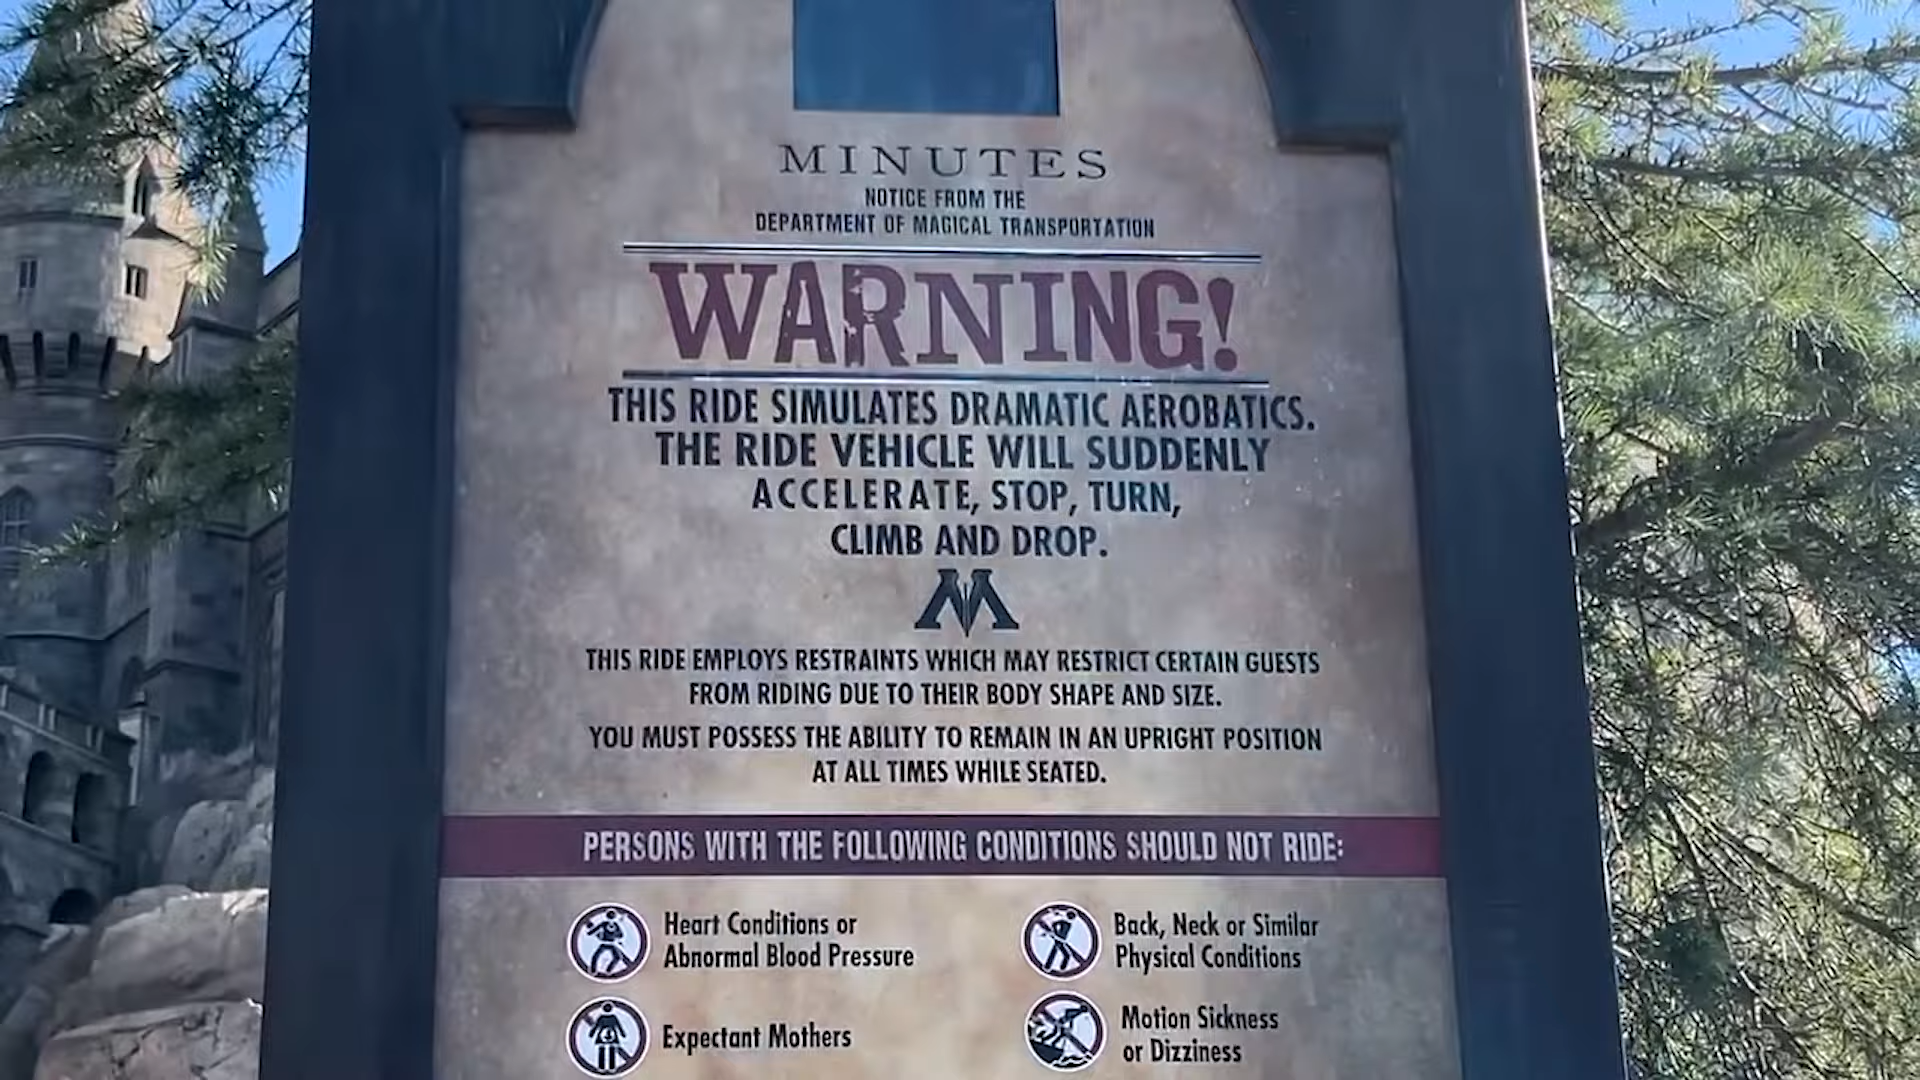 MINUTES
NOTICE FROM THE
DEPARTMENT OF MAGICAL TRANSPORTATION
WARNING!
THIS RIDE SIMULATES DRAMATIC AEROBATICS.
THE RIDE VEHICLE WILL SUDDENLY
ACCELERATE, STOP, TURN,
CLIMB AND DROP.
M
THIS RIDE EMPLOYS RESTRAINTS WHICH MAY RESTRICT CERTAIN GUESTS
FROM RIDING DUE TO THEIR BODY SHAPE AND SIZE.
YOU MUST POSSESS THE ABILITY TO REMAIN IN AN UPRIGHT POSITION
AT ALL TIMES WHILE SEATED.
PERSONS WITH THE FOLLOWING CONDITIONS SHOULD NOT RIDE:
Heart Conditions or
Abnormal Blood Pressure
Back, Neck or Similar
Physical Conditions
Expectant Mothers
Motion Sickness
or Dizziness